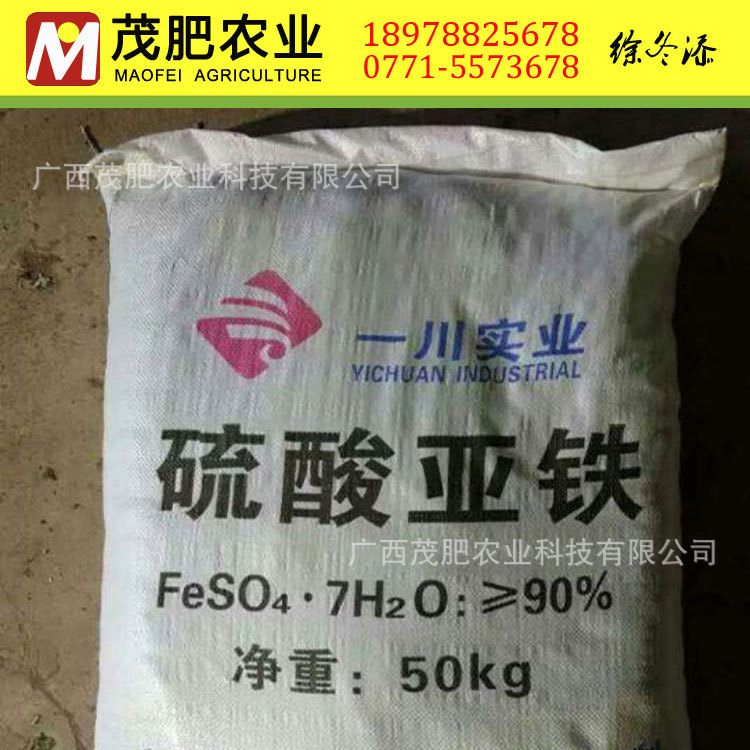 M
茂肥农业
MAOFEI AGRICULTURE
18978825678
0771-5573678
徐冬添
广西茂肥农业科技有限公司
一川实业
YICHUAN INDUSTRIAL
硫酸亚铁
广西茂肥农业科技有限公司
FeSO4·7H2O:≥90%
净重:50kg